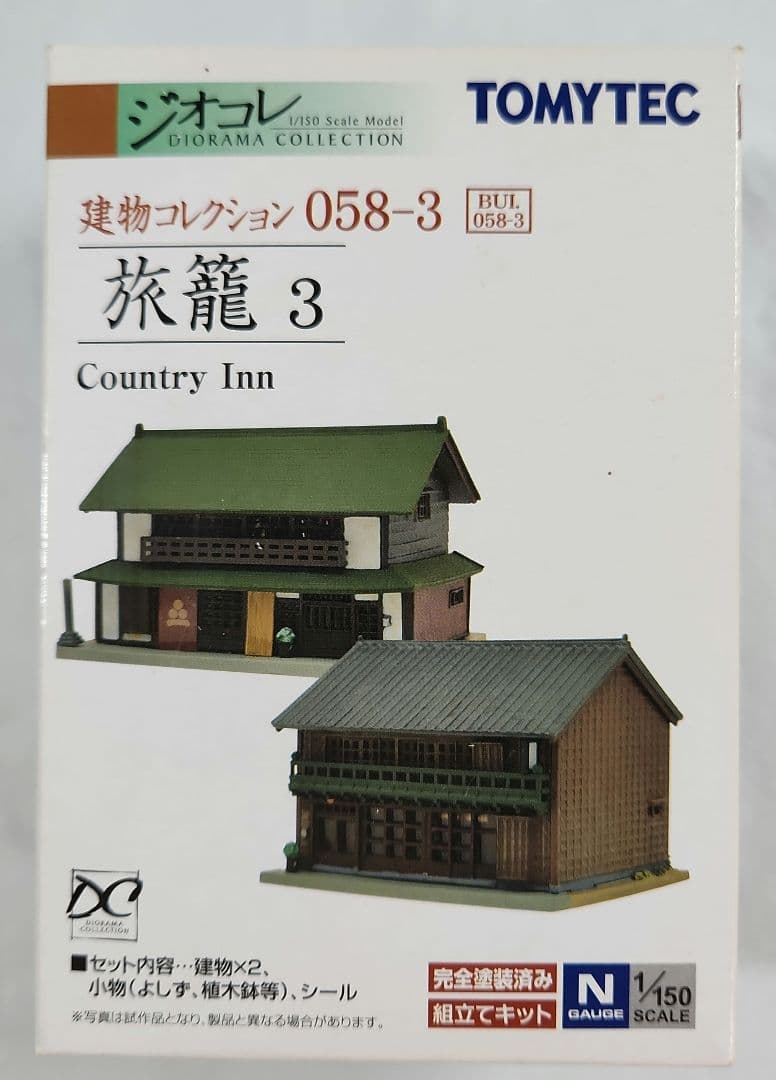 ジオコレ
1/150 Scale Model
DIORAMA COLLECTION
TOMYTEC
建物コレクション 058-3
BUL
058-3
旅籠 3
Country Inn
DC
DIORAMA
COLLECTION
■セット内容…建物×2、
小物(よしず、植木鉢等)、シール
※写真は試作品となり、製品と異なる場合があります。
完全塗装済み
組立てキット
N
GAUGE
1/150
SCALE